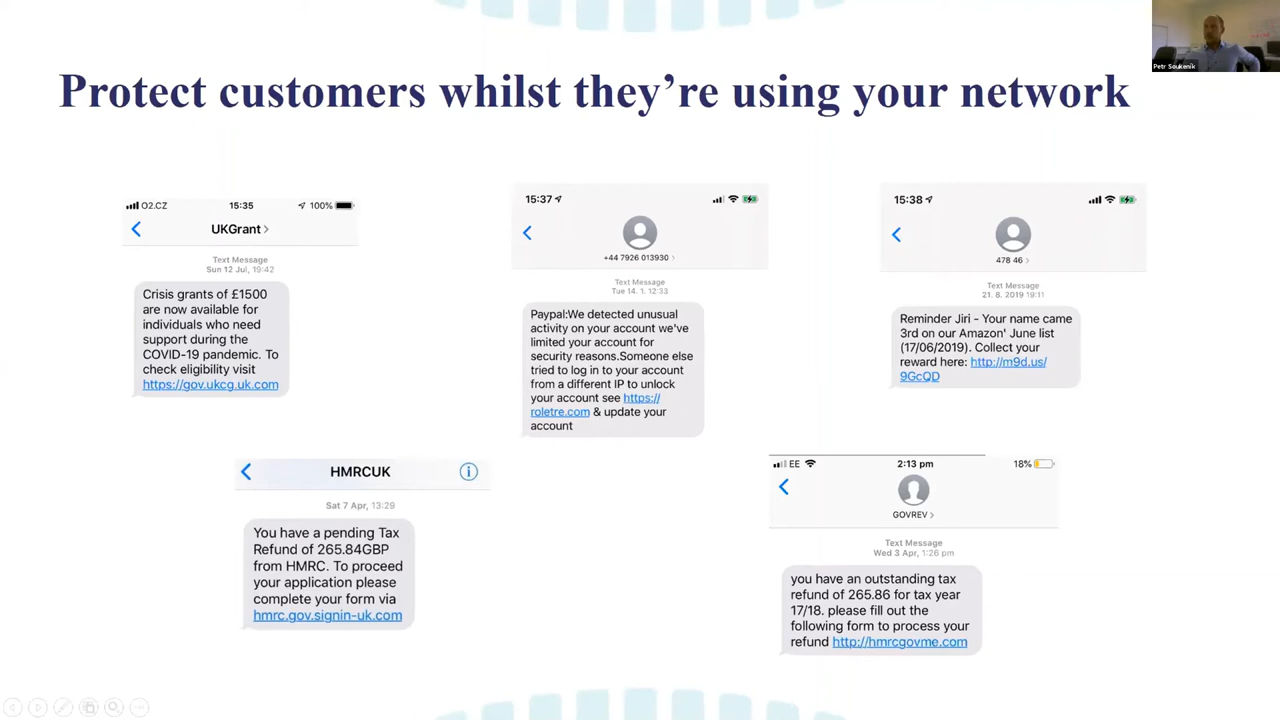 Protect customers whilst they're using your network
Petr Soukenik
O2.CZ 15:35 100%
UKGrant
Text Message
Sun 12 Jul, 19:42
Crisis grants of £1500
are now available for
individuals who need
support during the
COVID-19 pandemic. To
check eligibility visit
https://gov.ukcg.uk.com
15:37
+44 7926 013930
Text Message
Tue 14. 1. 12:33
Paypal:We detected unusual
activity on your account we've
limited your account for
security reasons.Someone else
tried to log in to your account
from a different IP to unlock
your account see https://
roletre.com & update your
account
15:38
478 46
Text Message
21. 8. 2019 19:11
Reminder Jiri - Your name came
3rd on our Amazon' June list
(17/06/2019). Collect your
reward here: http://m9d.us/
9GcQD
HMRCUK
Sat 7 Apr, 13:29
You have a pending Tax
Refund of 265.84GBP
from HMRC. To proceed
your application please
complete your form via
hmrc.gov.signin-uk.com
EE 2:13 pm 18%
GOVREV
Text Message
Wed 3 Apr, 1:26 pm
you have an outstanding tax
refund of 265.86 for tax year
17/18. please fill out the
following form to process your
refund http://hmrcgovme.com